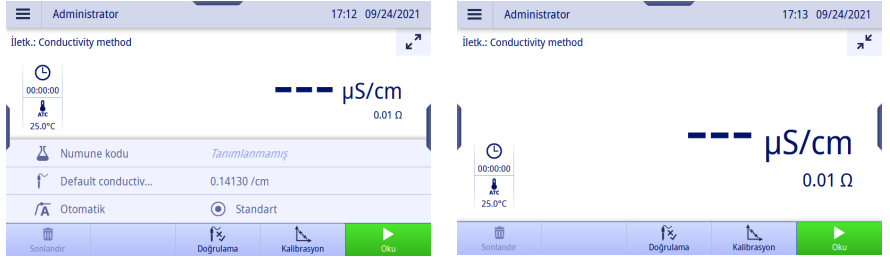 Administrator 17:12 09/24/2021
İletk.: Conductivity method
00:00:00
ATC
25.0°C
--- µS/cm
0.01 Ω
Numune kodu Tanımlanmamış
Default conductiv... 0.14130 /cm
A Otomatik Standart
Sonlandır Doğrulama Kalibrasyon Oku
Administrator 17:13 09/24/2021
İletk.: Conductivity method
--- µS/cm
0.01 Ω
00:00:00
ATC
25.0°C
Sonlandır Doğrulama Kalibrasyon Oku